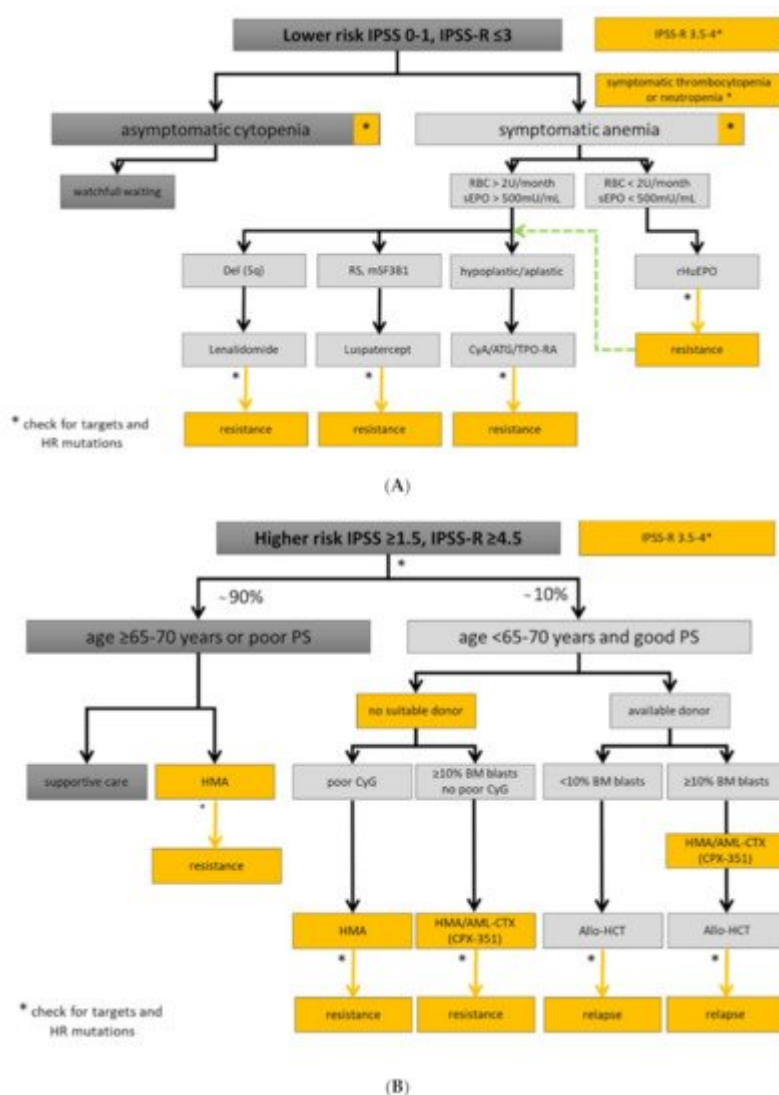 Lower risk IPSS 0-1, IPSS-R ≤3
IPSS-R 3.5-4*
symptomatic thrombocytopenia
or neutropenia *
asymptomatic cytopenia
*
symptomatic anemia
*
watchfull waiting
RBC > 2U/month
sEPO > 500mU/mL
RBC < 2U/month
sEPO < 500mU/mL
Del (5q)
RS, mSF3B1
hypoplastic/aplastic
rHuEPO
*
Lenalidomide
Luspatercept
CyA/ATG/TPO-RA
resistance
*
*
*
* check for targets and
HR mutations
resistance
resistance
resistance
(A)
Higher risk IPSS ≥1.5, IPSS-R ≥4.5
IPSS-R 3.5-4*
*
~90%
~10%
age ≥65-70 years or poor PS
age <65-70 years and good PS
no suitable donor
available donor
supportive care
HMA
poor CyG
≥10% BM blasts
no poor CyG
<10% BM blasts
≥10% BM blasts
*
HMA/AML-CTX
(CPX-351)
resistance
HMA
HMA/AML-CTX
(CPX-351)
Allo-HCT
Allo-HCT
*
*
*
*
* check for targets and
HR mutations
resistance
resistance
relapse
relapse
(B)